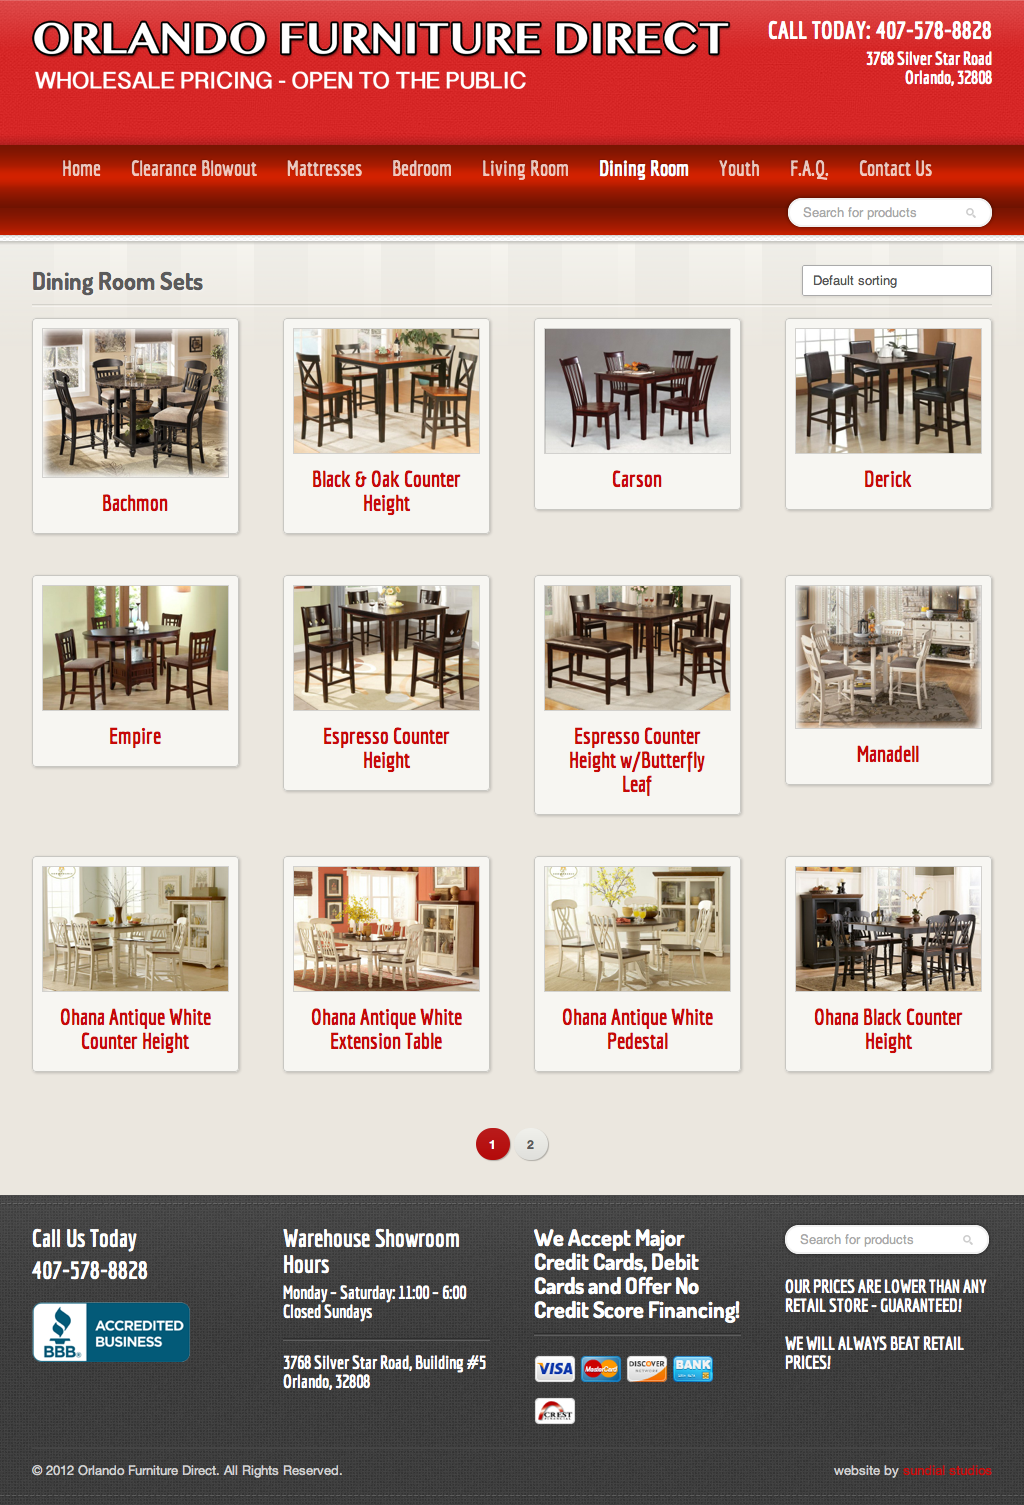 ORLANDO FURNITURE DIRECT
WHOLESALE PRICING - OPEN TO THE PUBLIC
CALL TODAY: 407-578-8828
3768 Silver Star Road
Orlando, 32808
Home Clearance Blowout Mattresses Bedroom Living Room Dining Room Youth F.A.Q. Contact Us
Search for products
Dining Room Sets
Default sorting
Bachmon
Black & Oak Counter
Height
Carson
Derick
Empire
Espresso Counter
Height
Espresso Counter
Height w/Butterfly
Leaf
Manadell
Ohana Antique White
Counter Height
Ohana Antique White
Extension Table
Ohana Antique White
Pedestal
Ohana Black Counter
Height
1 2
Call Us Today
407-578-8828
BBB.
ACCREDITED
BUSINESS
Warehouse Showroom
Hours
Monday - Saturday: 11:00 - 6:00
Closed Sundays
3768 Silver Star Road, Building #5
Orlando, 32808
We Accept Major
Credit Cards, Debit
Cards and Offer No
Credit Score Financing!
VISA MasterCard DISCOVER BANK
CREST
Search for products
OUR PRICES ARE LOWER THAN ANY
RETAIL STORE - GUARANTEED!
WE WILL ALWAYS BEAT RETAIL
PRICES!
© 2012 Orlando Furniture Direct. All Rights Reserved.
website by sundial studios